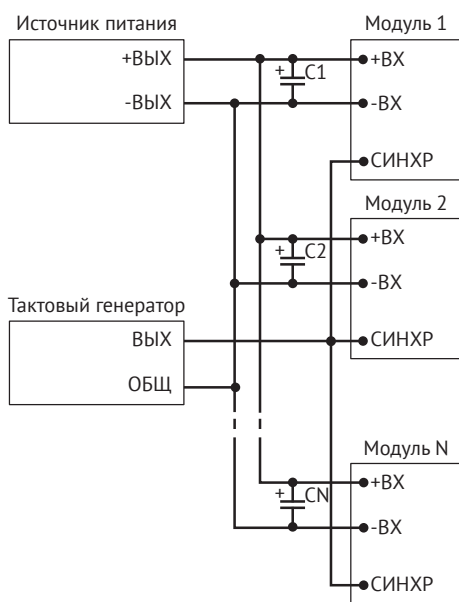 Источник питания
+ВЫХ
-ВЫХ
+
C1
Модуль 1
+ВХ
-ВХ
СИНХР
Модуль 2
+
C2
+ВХ
-ВХ
СИНХР
Тактовый генератор
ВЫХ
ОБЩ
Модуль N
+
CN
+ВХ
-ВХ
СИНХР